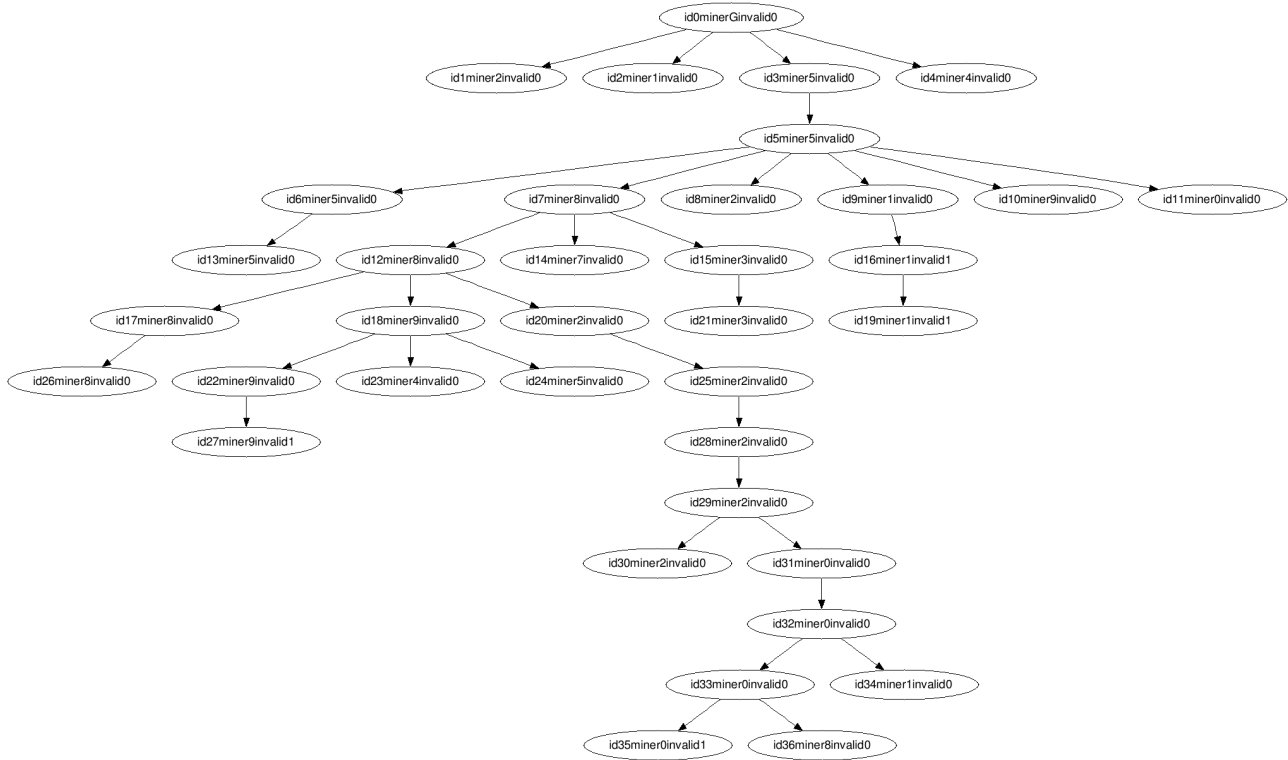 id0minerGinvalid0
id1miner2invalid0
id2miner1invalid0
id3miner5invalid0
id4miner4invalid0
id5miner5invalid0
id6miner5invalid0
id7miner8invalid0
id8miner2invalid0
id9miner1invalid0
id10miner9invalid0
id11miner0invalid0
id13miner5invalid0
id12miner8invalid0
id14miner7invalid0
id15miner3invalid0
id16miner1invalid1
id17miner8invalid0
id18miner9invalid0
id20miner2invalid0
id21miner3invalid0
id19miner1invalid1
id26miner8invalid0
id22miner9invalid0
id23miner4invalid0
id24miner5invalid0
id25miner2invalid0
id27miner9invalid1
id28miner2invalid0
id29miner2invalid0
id30miner2invalid0
id31miner0invalid0
id32miner0invalid0
id33miner0invalid0
id34miner1invalid0
id35miner0invalid1
id36miner8invalid0